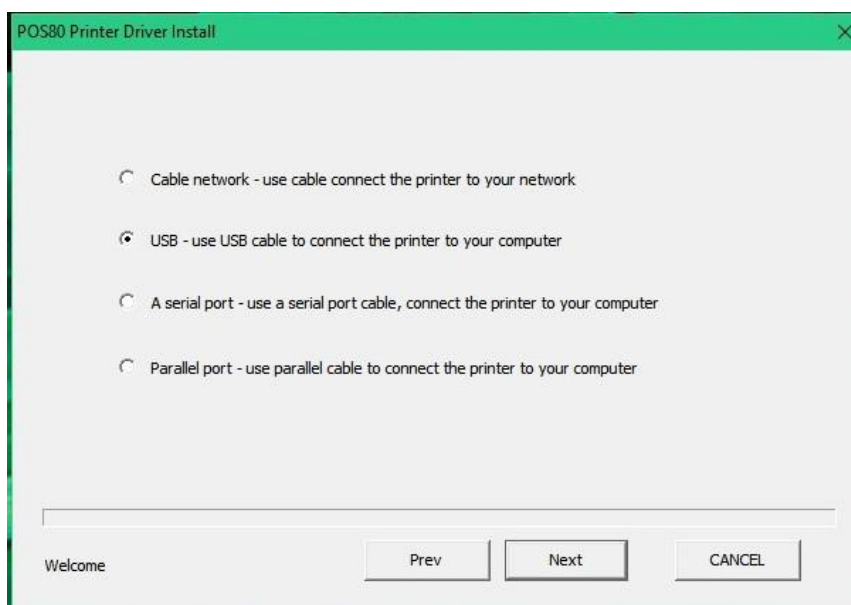 POS80 Printer Driver Install
Cable network - use cable connect the printer to your network
USB - use USB cable to connect the printer to your computer
A serial port - use a serial port cable, connect the printer to your computer
Parallel port - use parallel cable to connect the printer to your computer
Welcome
Prev
Next
CANCEL